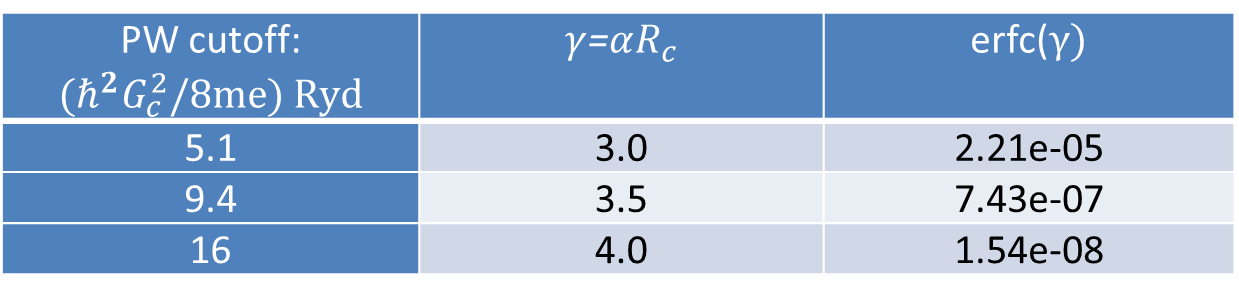 PW cutoff: γ=αR_c erfc(γ)
(ℏ²G_c²/8me) Ryd
5.1 3.0 2.21e-05
9.4 3.5 7.43e-07
16 4.0 1.54e-08